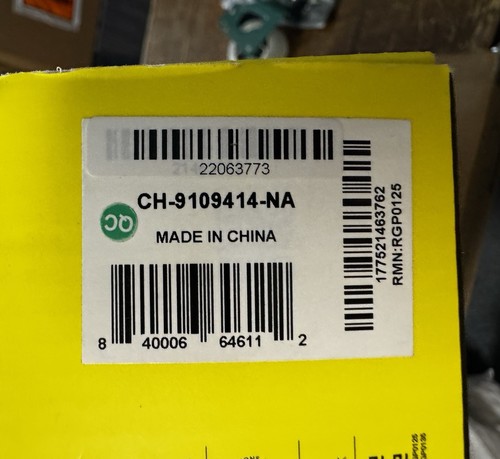 22063773
CH-9109414-NA
QC
MADE IN CHINA
8 40006 64611 2
177521463762
RMN:RGP0125